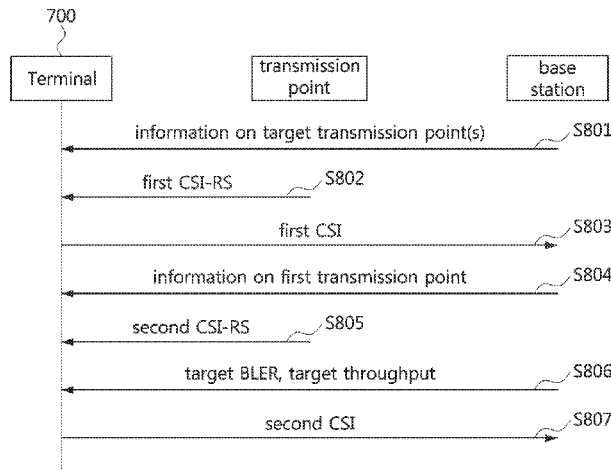 700
Terminal
transmission
point
base
station
information on target transmission point(s)
S801
first CSI-RS
S802
first CSI
S803
information on first transmission point
S804
second CSI-RS
S805
target BLER, target throughput
S806
second CSI
S807